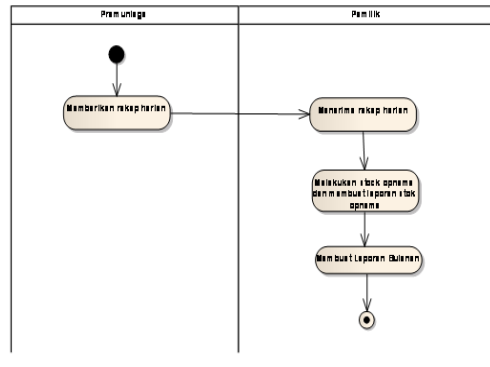 Pramuniaga
Pemilik
Memberikan rekap harian
Menerima rekap harian
Melakukan stock opname
dan membuat laporan stok
opname
Membuat Laporan Bulanan